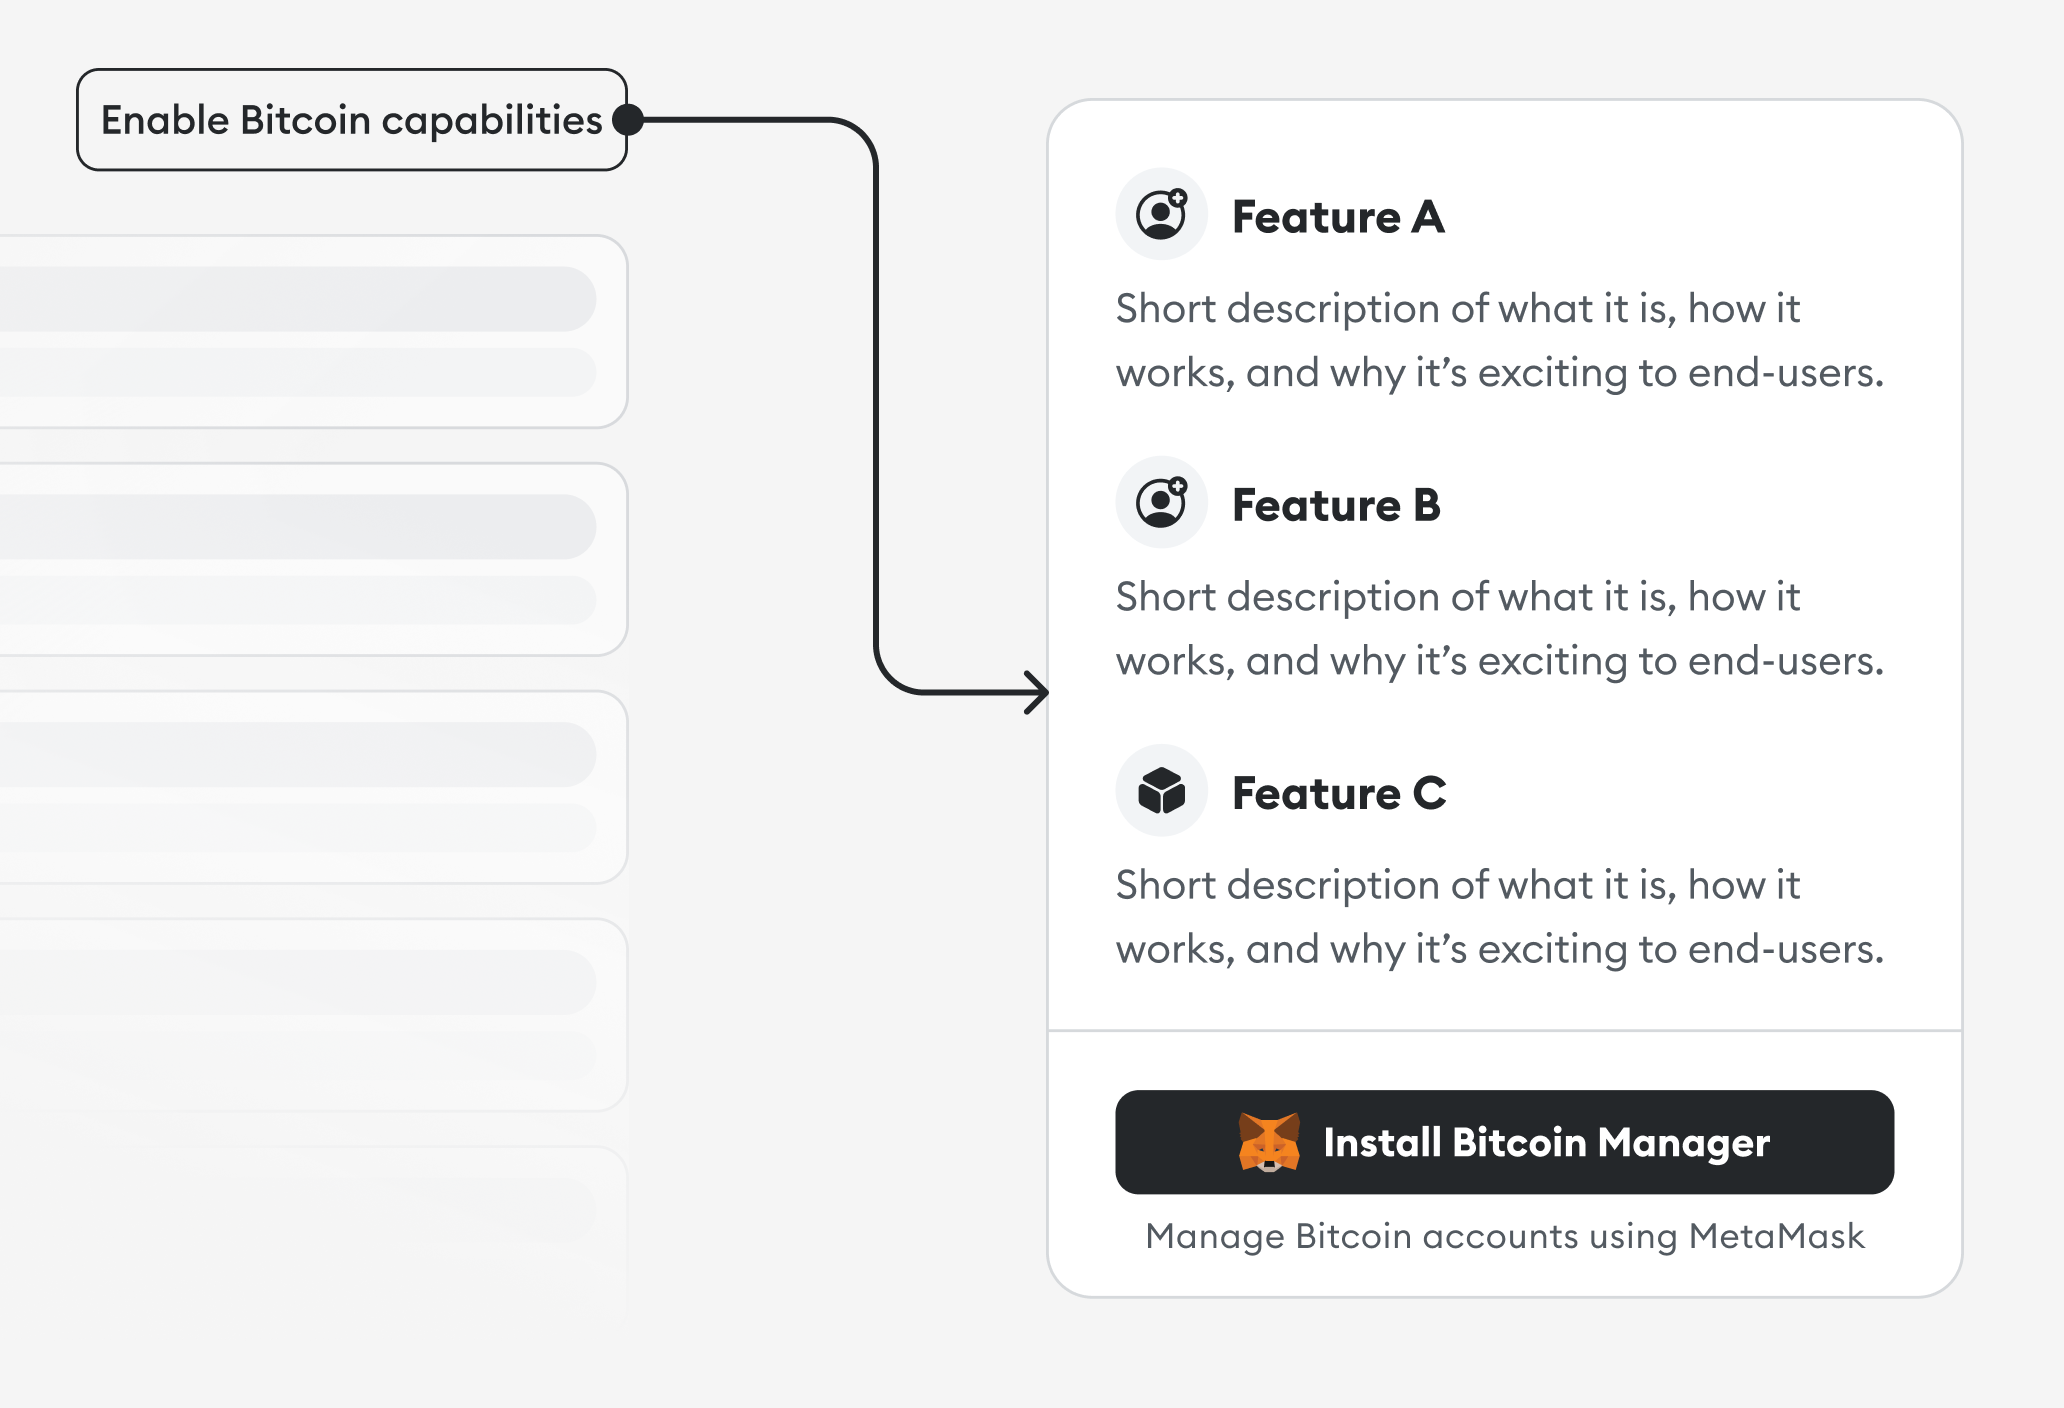 Enable Bitcoin capabilities
Feature A
Short description of what it is, how it
works, and why it’s exciting to end-users.
Feature B
Short description of what it is, how it
works, and why it’s exciting to end-users.
Feature C
Short description of what it is, how it
works, and why it’s exciting to end-users.
Install Bitcoin Manager
Manage Bitcoin accounts using MetaMask